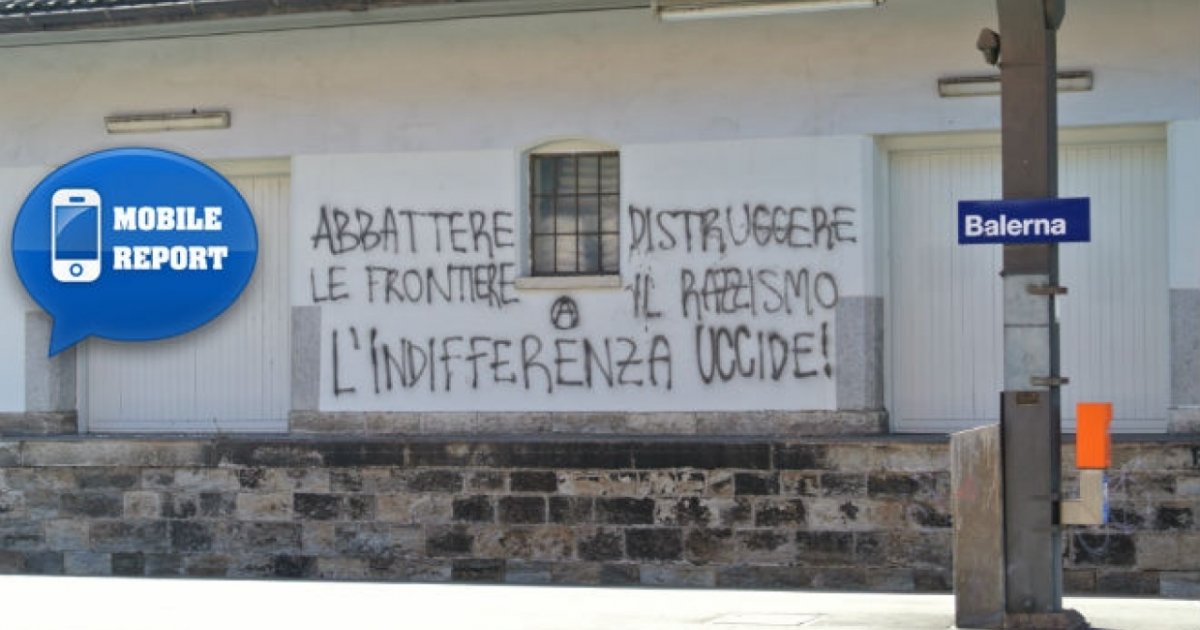 MOBILE
REPORT
ABBATTERE
LE FRONTIERE
DISTRUGGERE
IL RAZZISMO
L'INDIFFERENZA UCCIDE!
Balerna